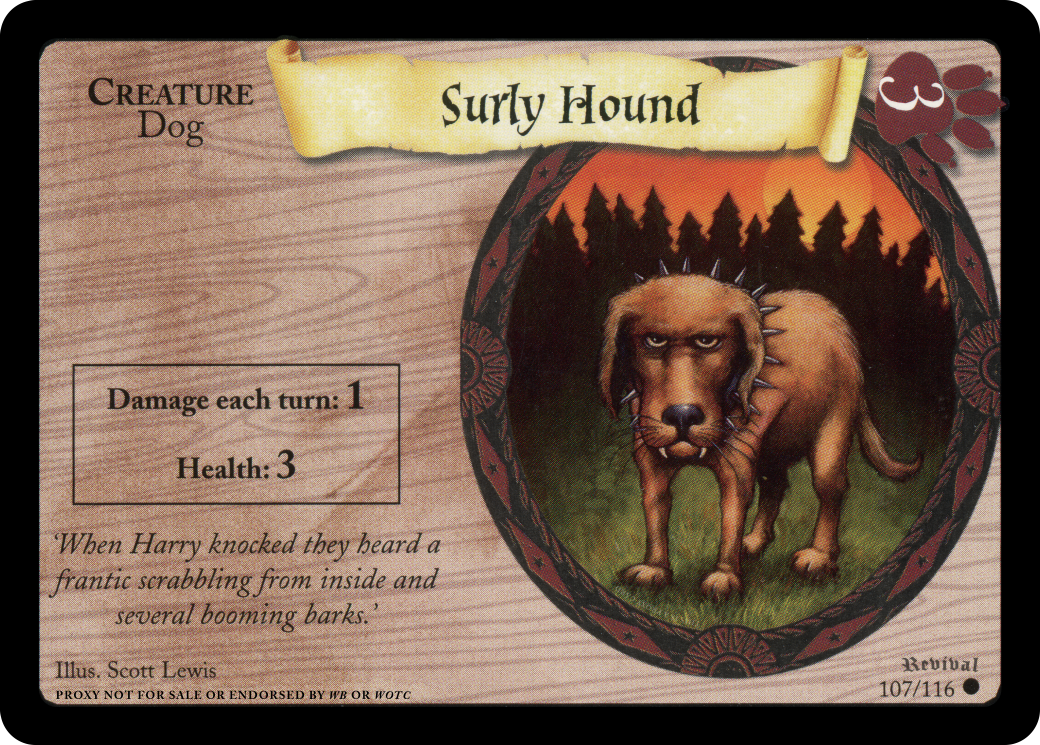 CREATURE
Dog
Surly Hound
3
Damage each turn: 1
Health: 3
‘When Harry knocked they heard a
frantic scrabbling from inside and
several booming barks.’
Illus. Scott Lewis
PROXY NOT FOR SALE OR ENDORSED BY WB OR WOTC
Revival
107/116